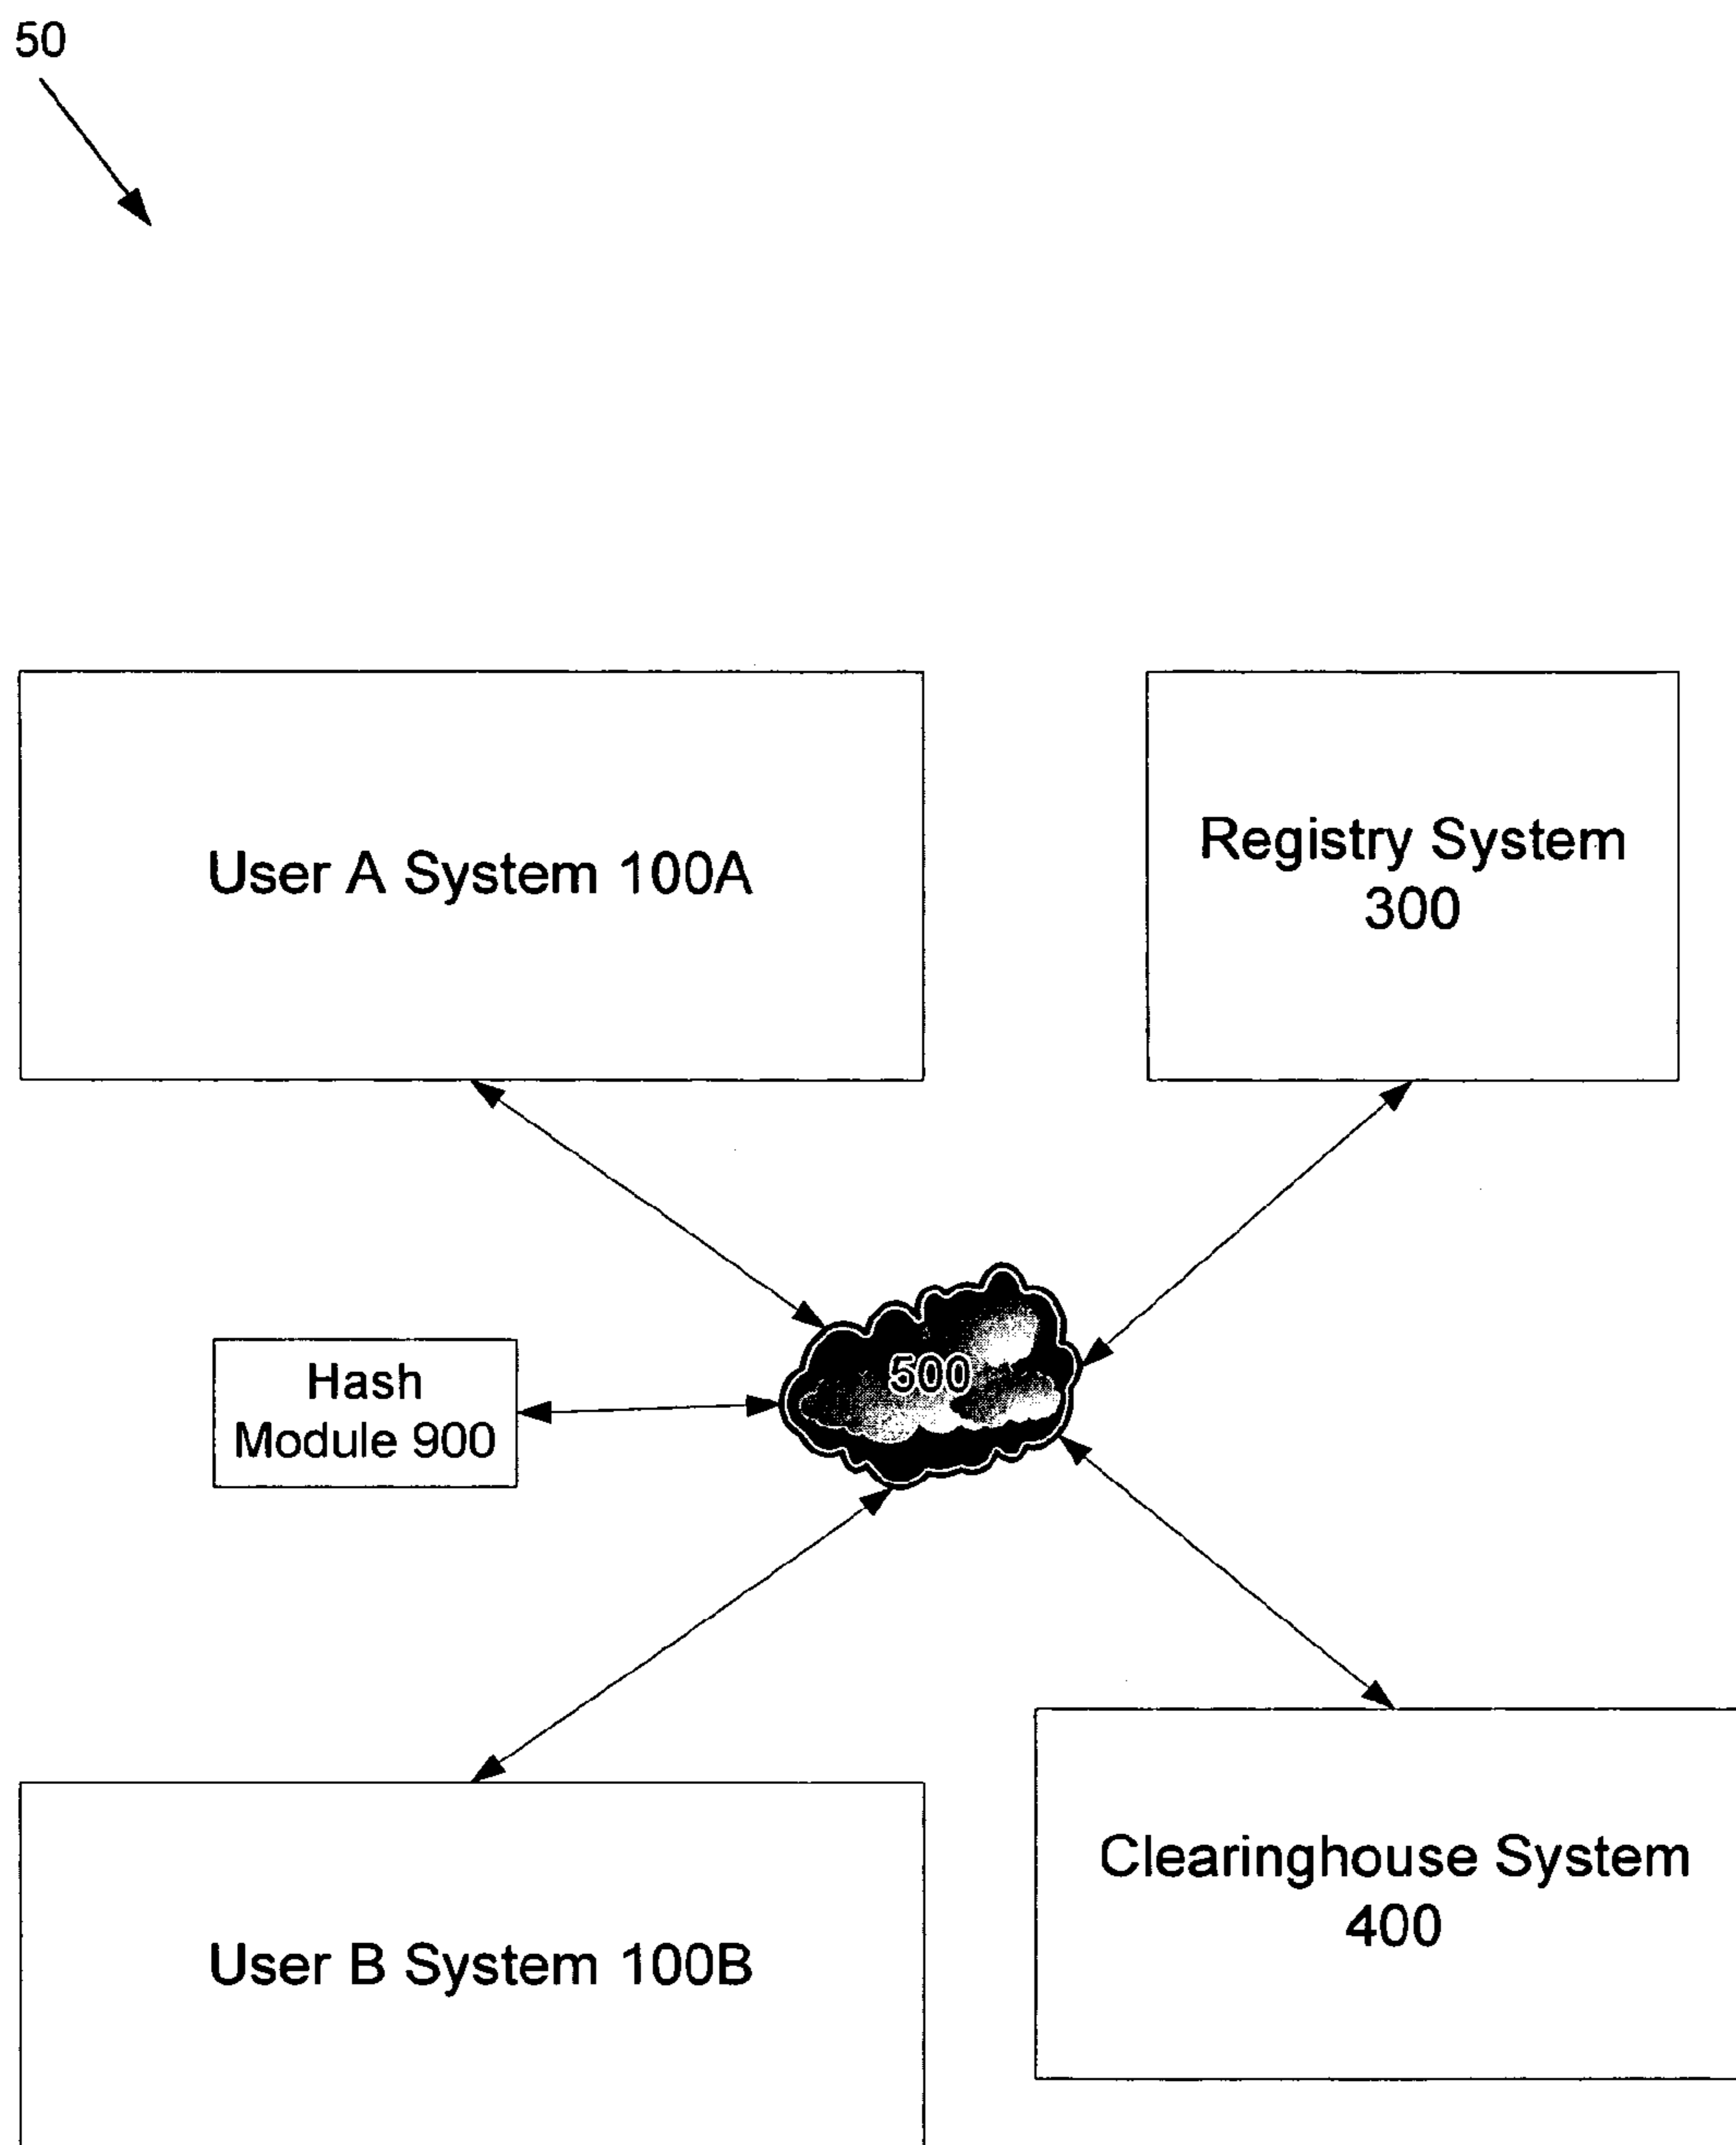 50
User A System 100A
Registry System
300
Hash
Module 900
500
Clearinghouse System
400
User B System 100B